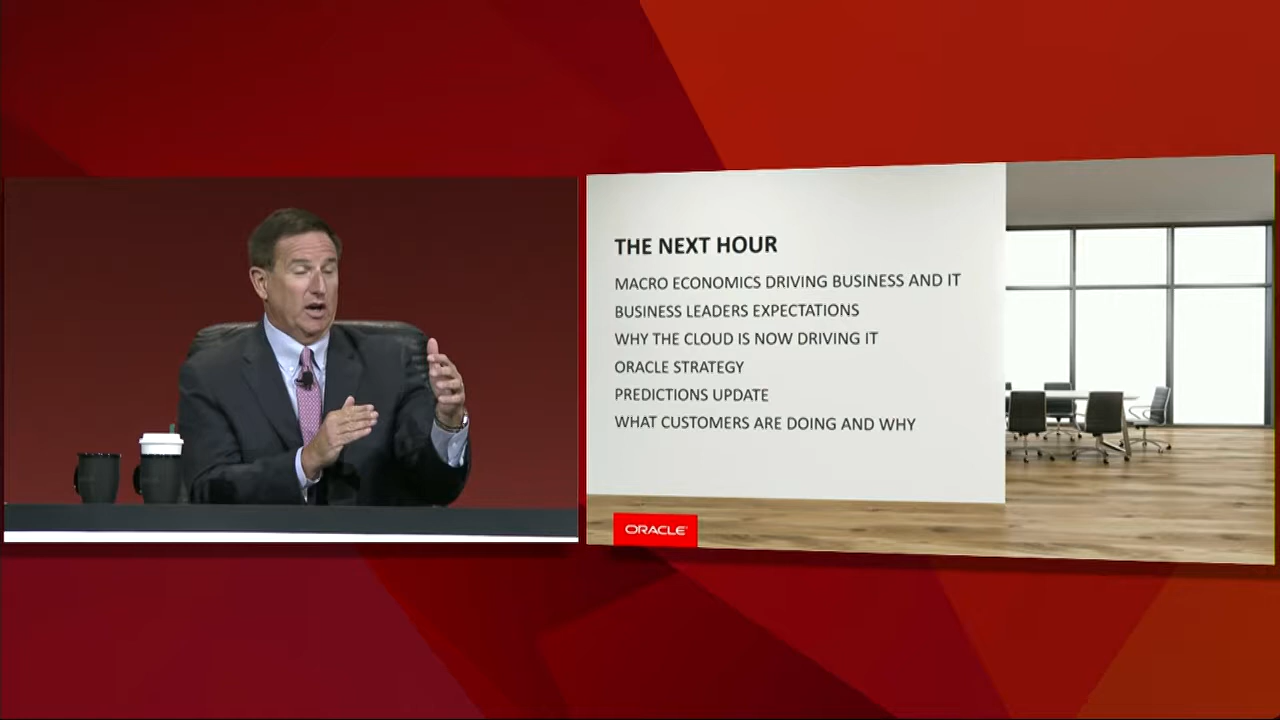 THE NEXT HOUR
MACRO ECONOMICS DRIVING BUSINESS AND IT
BUSINESS LEADERS EXPECTATIONS
WHY THE CLOUD IS NOW DRIVING IT
ORACLE STRATEGY
PREDICTIONS UPDATE
WHAT CUSTOMERS ARE DOING AND WHY
ORACLE